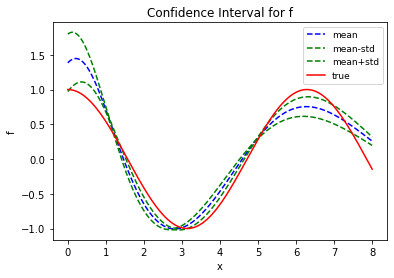 Confidence Interval for f
mean
mean-std
mean+std
true
f
1.5
1.0
0.5
0.0
−0.5
−1.0
0 1 2 3 4 5 6 7 8
x